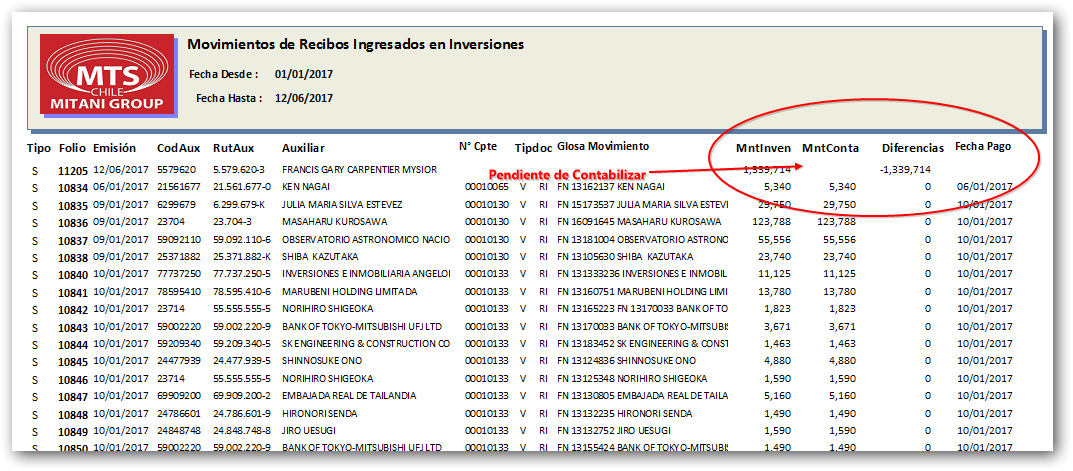 MTS
CHILE
MITANI GROUP
Movimientos de Recibos Ingresados en Inversiones
Fecha Desde : 01/01/2017
Fecha Hasta : 12/06/2017
Tipo Folio Emisión CodAux RutAux Auxiliar N° Cpte Tipdoc Glosa Movimiento MntInven MntConta Diferencias Fecha Pago
S 11205 12/06/2017 5579620 5.579.620-3 FRANCIS GARY CARPENTIER MYSIOR 1,339,714 -1,339,714
Pendiente de Contabilizar
S 10834 06/01/2017 21561677 21.561.677-0 KEN NAGAI 00010065 V RI FN 13162137 KEN NAGAI 5,340 5,340 0 06/01/2017
S 10835 09/01/2017 6299679 6.299.679-K JULIA MARIA SILVA ESTEVEZ 00010130 V RI FN 15173537 JULIA MARIA SILVA ESTEVI 29,750 29,750 0 10/01/2017
S 10836 09/01/2017 23704 23.704-3 MASAHARU KUROSAWA 00010130 V RI FN 16091645 MASAHARU KUROSAWA 123,788 123,788 0 10/01/2017
S 10837 09/01/2017 59092110 59.092.110-6 OBSERVATORIO ASTRONOMICO NACIO 00010130 V RI FN 13181004 OBSERVATORIO ASTRONO 55,556 55,556 0 10/01/2017
S 10838 09/01/2017 25371882 25.371.882-K SHIBA KAZUTAKA 00010130 V RI FN 13105630 SHIBA KAZUTAKA 23,740 23,740 0 10/01/2017
S 10840 10/01/2017 77737250 77.737.250-5 INVERSIONES E INMOBILIARIA ANGELOI 00010133 V RI FN 131333236 INVERSIONES E INMOBIL 11,125 11,125 0 10/01/2017
S 10841 10/01/2017 78595410 78.595.410-6 MARUBENI HOLDING LIMITADA 00010133 V RI FN 13160751 MARUBENI HOLDING LIMI 13,780 13,780 0 10/01/2017
S 10842 10/01/2017 23714 55.555.555-5 NORIHIRO SHIGEOKA 00010133 V RI FN 13165223 FN 13170033 BANK OF TO 1,823 1,823 0 10/01/2017
S 10843 10/01/2017 59002220 59.002.220-9 BANK OF TOKYO-MITSUBISHI UFJ LTD 00010133 V RI FN 13170033 BANK OF TOKYO-MITSUBIS 3,671 3,671 0 10/01/2017
S 10844 10/01/2017 59209340 59.209.340-5 SK ENGINEERING & CONSTRUCTION CO 00010133 V RI FN 13183452 SK ENGINEERING & CONST 1,463 1,463 0 10/01/2017
S 10845 10/01/2017 24477939 24.477.939-5 SHINNOSUKE ONO 00010133 V RI FN 13124836 SHINNOSUKE ONO 4,880 4,880 0 10/01/2017
S 10846 10/01/2017 23714 55.555.555-5 NORIHIRO SHIGEOKA 00010133 V RI FN 13125348 NORIHIRO SHIGEOKA 1,590 1,590 0 10/01/2017
S 10847 10/01/2017 69909200 69.909.200-2 EMBAJADA REAL DE TAILANDIA 00010133 V RI FN 13130805 EMBAJADA REAL DE TAILA 5,160 5,160 0 10/01/2017
S 10848 10/01/2017 24786601 24.786.601-9 HIRONORI SENDA 00010133 V RI FN 13132235 HIRONORI SENDA 1,490 1,490 0 10/01/2017
S 10849 10/01/2017 24848748 24.848.748-8 JIRO UESUGI 00010133 V RI FN 13132752 JIRO UESUGI 1,590 1,590 0 10/01/2017
S 10850 10/01/2017 59002220 59.002.220-9 BANK OF TOKYO-MITSUBISHI UFJ LTD 00010133 V RI FN 13155424 BANK OF TOKYO-MITSUBIS 1,490 1,490 0 10/01/2017